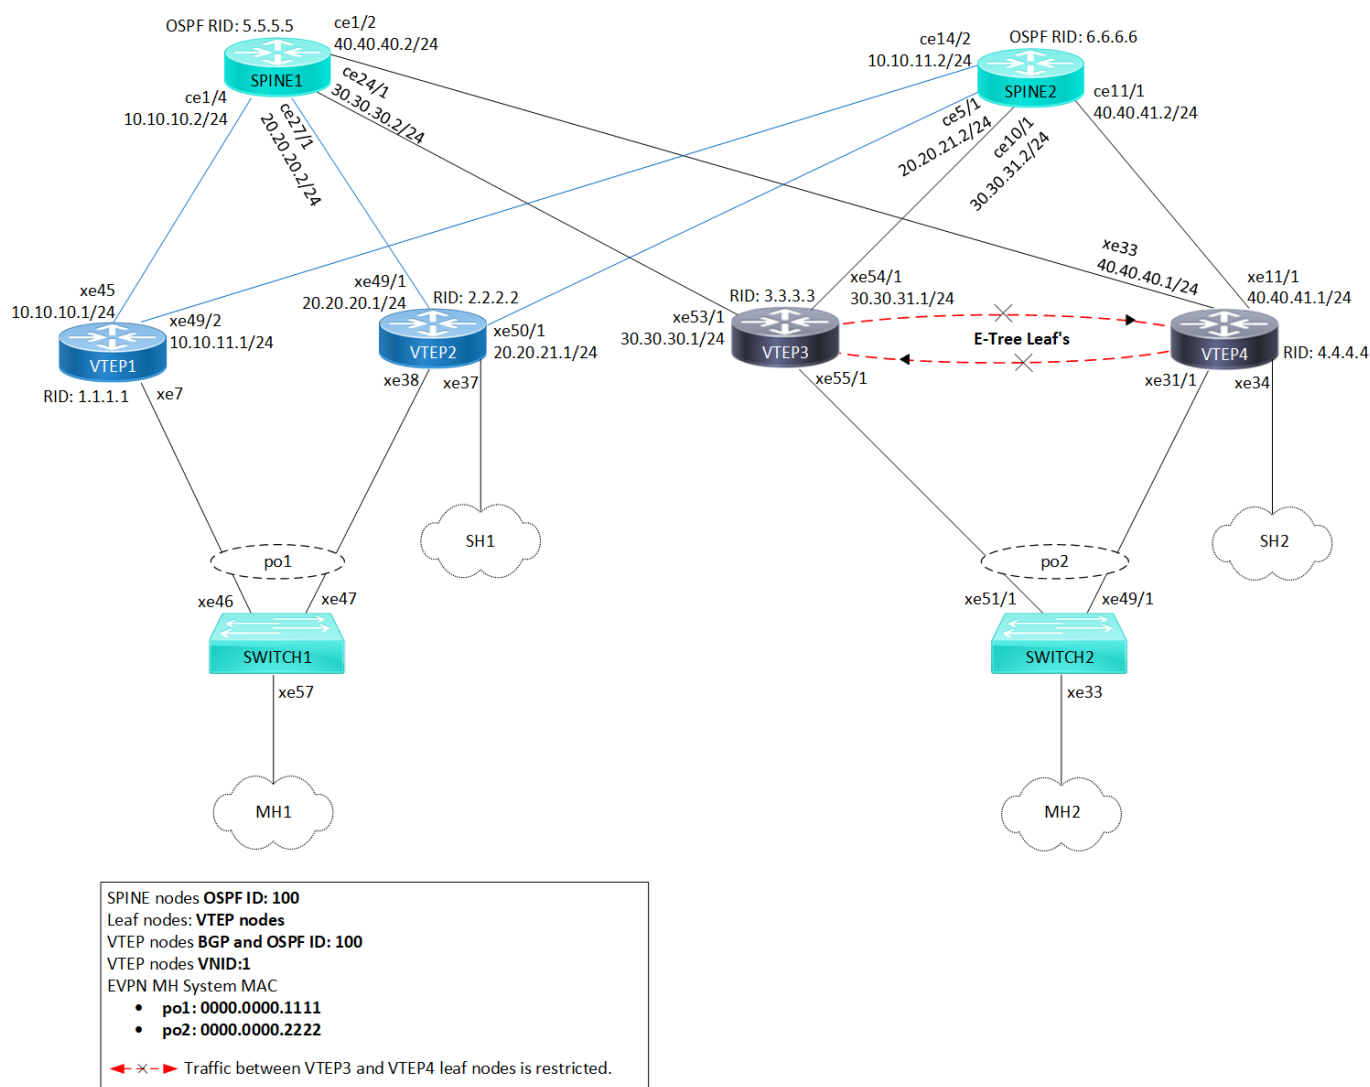 OSPF RID: 5.5.5.5
ce1/2
40.40.40.2/24
SPINE1
ce24/1
30.30.30.2/24
ce1/4
10.10.10.2/24
ce27/1
20.20.20.2/24
ce14/2
10.10.11.2/24
OSPF RID: 6.6.6.6
SPINE2
ce11/1
40.40.41.2/24
ce5/1
20.20.21.2/24
ce10/1
30.30.31.2/24
xe45
10.10.10.1/24
xe49/2
10.10.11.1/24
VTEP1
RID: 1.1.1.1
xe7
xe49/1
20.20.20.1/24
RID: 2.2.2.2
VTEP2
xe50/1
20.20.21.1/24
xe38
xe37
RID: 3.3.3.3
xe53/1
30.30.30.1/24
VTEP3
xe54/1
30.30.31.1/24
xe55/1
E-Tree Leaf's
xe33
40.40.40.1/24
xe11/1
40.40.41.1/24
VTEP4
RID: 4.4.4.4
xe31/1
xe34
SH1
SH2
po1
po2
xe46
xe47
xe51/1
xe49/1
SWITCH1
SWITCH2
xe57
xe33
MH1
MH2
SPINE nodes OSPF ID: 100
Leaf nodes: VTEP nodes
VTEP nodes BGP and OSPF ID: 100
VTEP nodes VNID:1
EVPN MH System MAC
• po1: 0000.0000.1111
• po2: 0000.0000.2222
Traffic between VTEP3 and VTEP4 leaf nodes is restricted.